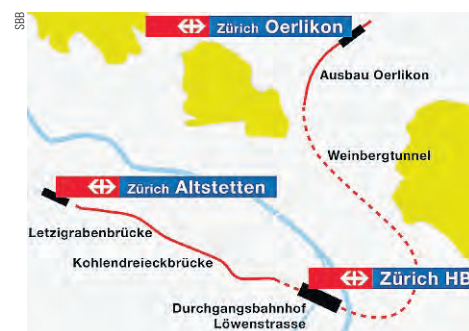 SBB
Zürich Oerlikon
Ausbau Oerlikon
Weinbergtunnel
Zürich Altstetten
Letzigrabenbrücke
Kohlendreieckbrücke
Zürich HB
Durchgangsbahnhof
Löwenstrasse